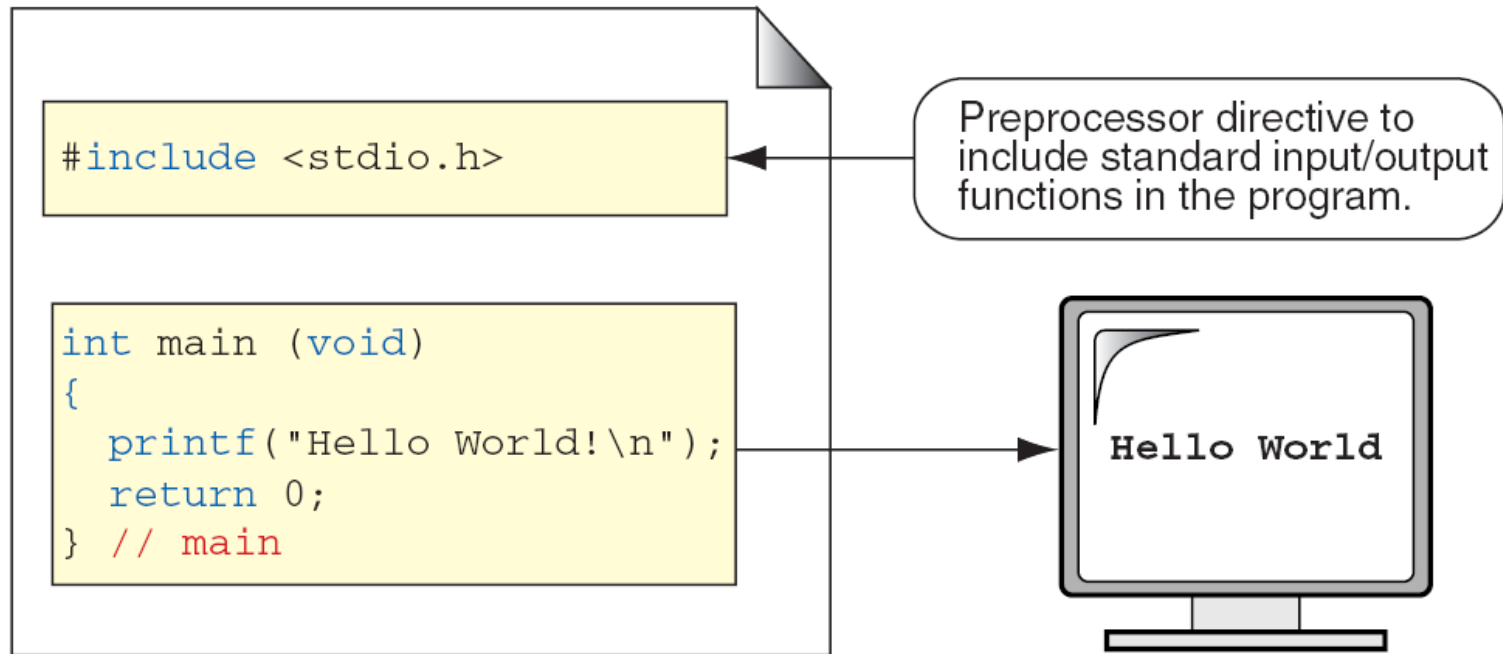 #include <stdio.h>
Preprocessor directive to
include standard input/output
functions in the program.
int main (void)
{
printf("Hello World!\n");
return 0;
} // main
Hello World